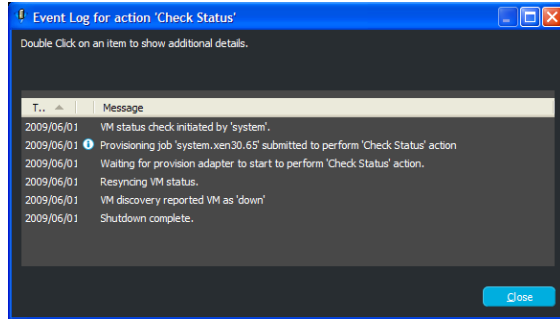 Event Log for action 'Check Status'
Double Click on an item to show additional details.
T.. Message
2009/06/01 VM status check initiated by 'system'.
2009/06/01 Provisioning job 'system.xen30.65' submitted to perform 'Check Status' action
2009/06/01 Waiting for provision adapter to start to perform 'Check Status' action.
2009/06/01 Resyncing VM status.
2009/06/01 VM discovery reported VM as 'down'
2009/06/01 Shutdown complete.
Close